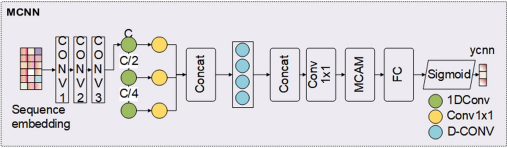 MCNN
Sequence
embedding
CONV1
CONV2
CONV3
C
C/2
C/4
Concat
Concat
Conv
1x1
MCAM
FC
Sigmoid
ycnn
1DConv
Conv1x1
D-CONV